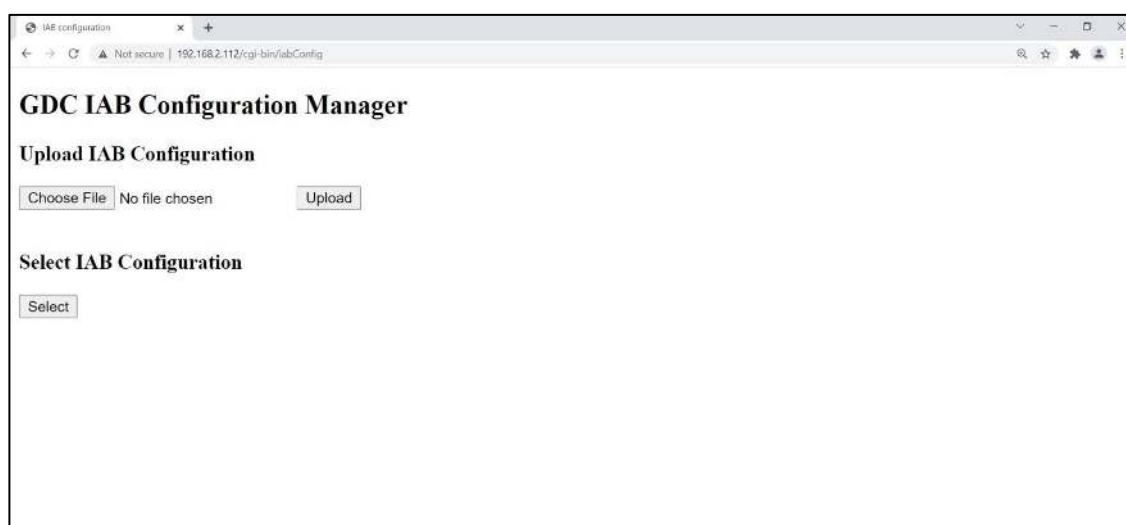 IAB configuration
Not secure | 192.168.2.112/cgi-bin/iabConfig
GDC IAB Configuration Manager
Upload IAB Configuration
Choose File No file chosen Upload
Select IAB Configuration
Select